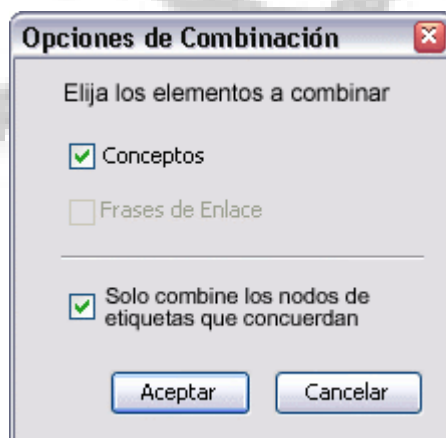 Opciones de Combinación
Elija los elementos a combinar
Conceptos
Frases de Enlace
Solo combine los nodos de
etiquetas que concuerdan
Aceptar Cancelar